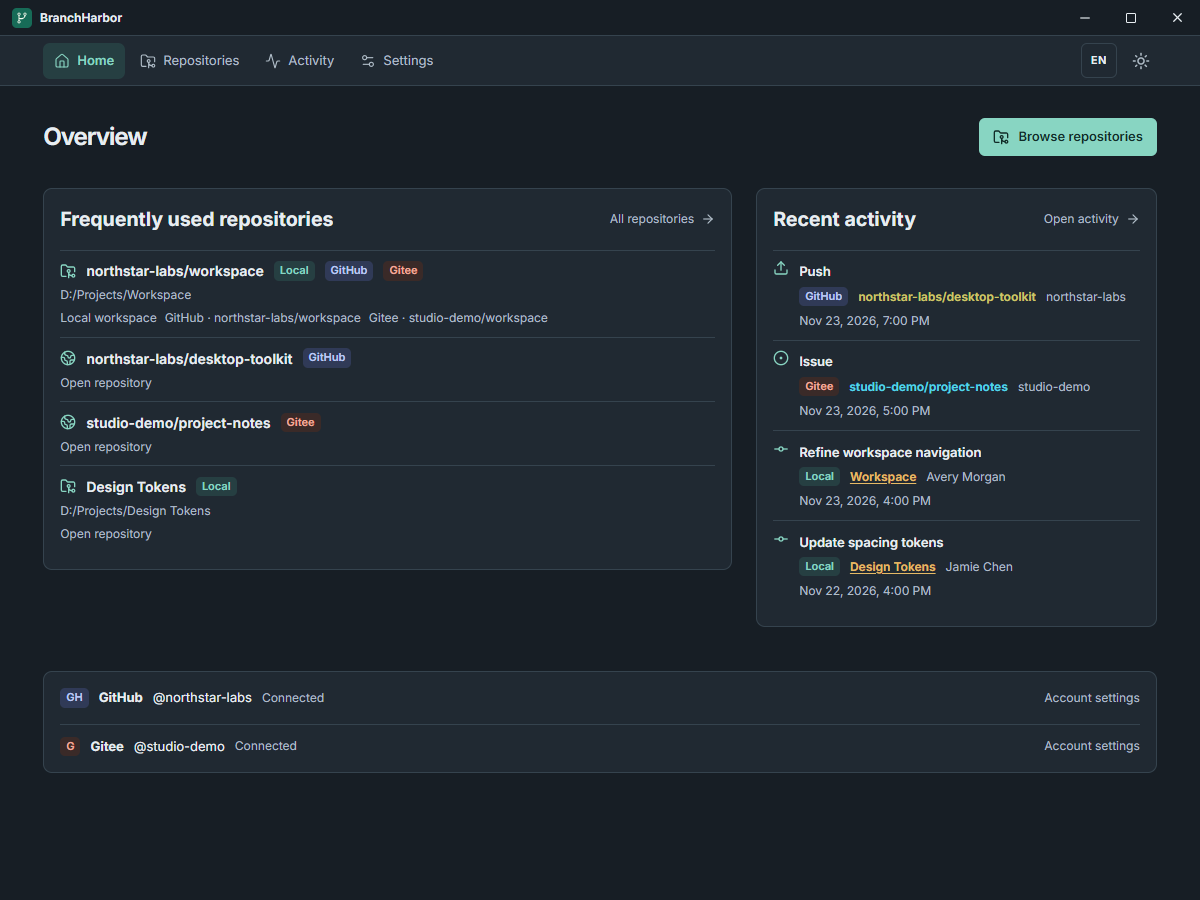 BranchHarbor
Home Repositories Activity Settings EN
Overview
Browse repositories
Frequently used repositories
All repositories
northstar-labs/workspace Local GitHub Gitee
D:/Projects/Workspace
Local workspace GitHub · northstar-labs/workspace Gitee · studio-demo/workspace
northstar-labs/desktop-toolkit GitHub
Open repository
studio-demo/project-notes Gitee
Open repository
Design Tokens Local
D:/Projects/Design Tokens
Open repository
Recent activity
Open activity
Push
GitHub northstar-labs/desktop-toolkit northstar-labs
Nov 23, 2026, 7:00 PM
Issue
Gitee studio-demo/project-notes studio-demo
Nov 23, 2026, 5:00 PM
Refine workspace navigation
Local Workspace Avery Morgan
Nov 23, 2026, 4:00 PM
Update spacing tokens
Local Design Tokens Jamie Chen
Nov 22, 2026, 4:00 PM
GH GitHub @northstar-labs Connected Account settings
G Gitee @studio-demo Connected Account settings